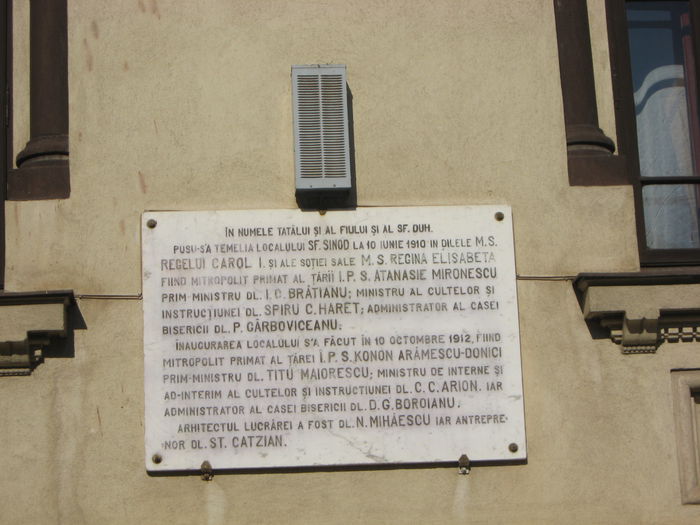 ÎN NUMELE TATĂLUI ȘI AL FIULUI ȘI AL SF. DUH.
PUSU-S'A TEMELIA LOCALULUI SF. SINOD LA 10 IUNIE 1910 IN DILELE M.S.
REGELUI CAROL I. ȘI ALE SOȚIEI SALE M.S. REGINA ELISABETA
FIIND MITROPOLIT PRIMAT AL ȚĂRII I.P.S. ATANASIE MIRONESCU
PRIM MINISTRU DL. I.C. BRĂTIANU; MINISTRU AL CULTELOR ȘI
INSTRUCȚIUNEI DL. SPIRU C. HARET; ADMINISTRATOR AL CASEI
BISERICII DL. P. GÂRBOVICEANU.
INAUGURAREA LOCALULUI S'A FĂCUT ÎN 10 OCTOMBRE 1912, FIIND
MITROPOLIT PRIMAT AL ȚĂREI I.P.S. KONON ARĂMESCU-DONICI
PRIM-MINISTRU DL. TITU MAIORESCU; MINISTRU DE INTERNE ȘI
AD-INTERIM AL CULTELOR ȘI INSTRUCTIUNEI DL. C.C. ARION. IAR
ADMINISTRATOR AL CASEI BISERICII DL. D.G. BOROIANU.
ARHITECTUL LUCRĂREI A FOST DL. N. MIHĂESCU IAR ANTREPRE-
NOR DL. ST. CATZIAN.